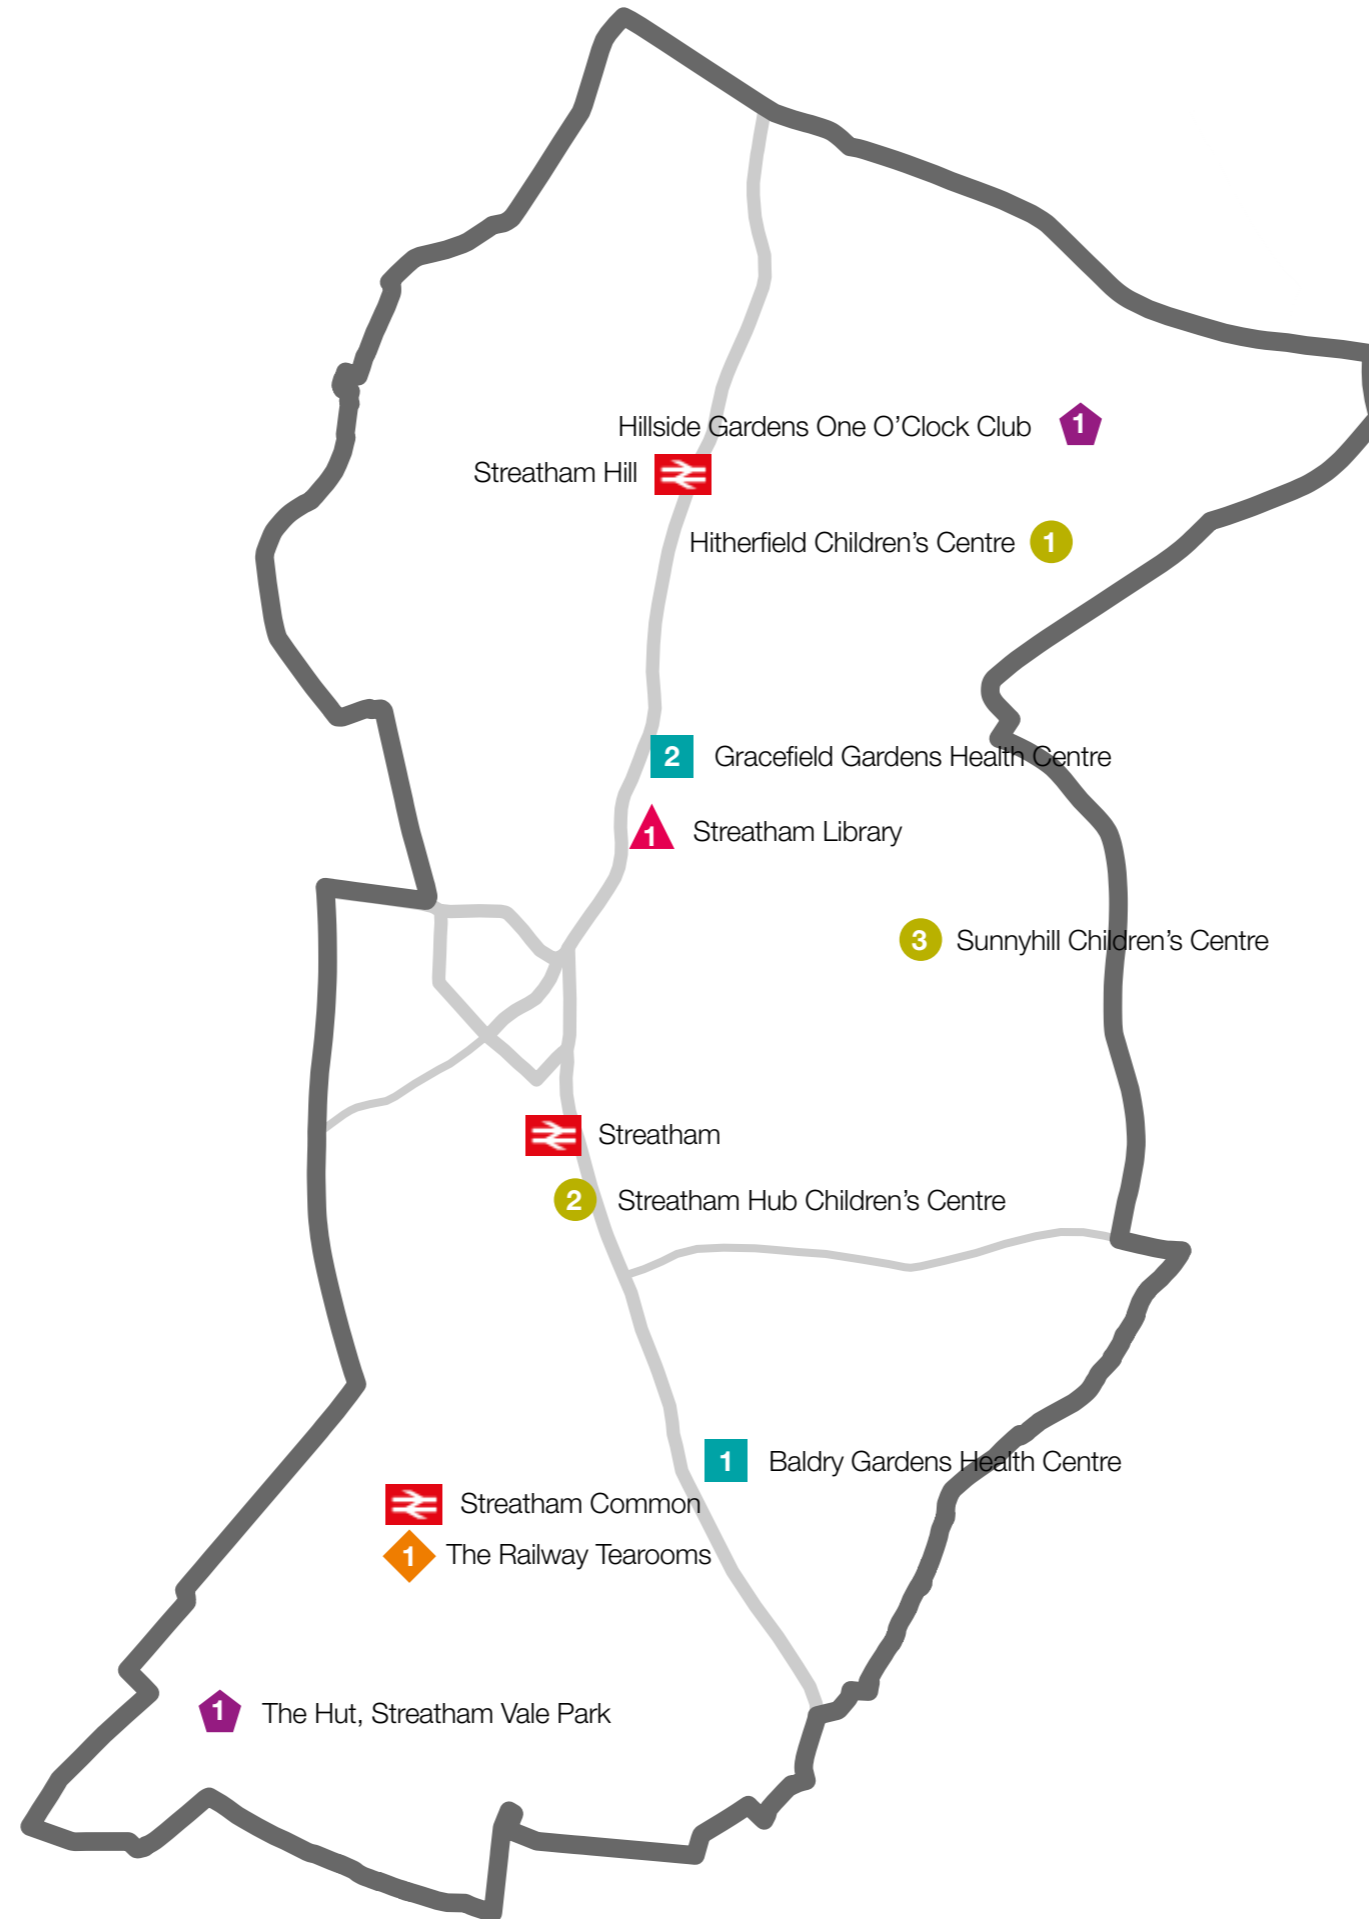 Hillside Gardens One O’Clock Club 1
Streatham Hill
Hitherfield Children’s Centre 1
2 Gracefield Gardens Health Centre
1 Streatham Library
3 Sunnyhill Children’s Centre
Streatham
2 Streatham Hub Children’s Centre
1 Baldry Gardens Health Centre
Streatham Common
1 The Railway Tearooms
1 The Hut, Streatham Vale Park